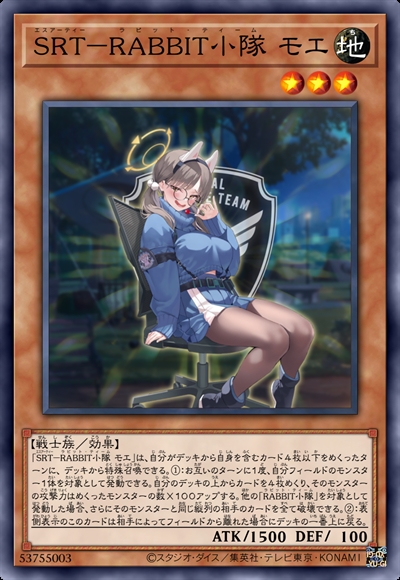 エスアーティー ラビット・ティーム
SRT－RABBIT小隊 モエ 地
AL
E TEAM
【戦士族／効果】
「SRT－RABBIT小隊 モエ」は、自分がデッキから自身を含むカード４枚以下をめくったター
ンに、デッキから特殊召喚できる。①：お互いのターンに１度、自分フィールドのモンスタ
ー１体を対象として発動できる。自分のデッキの上からカードを４枚めくり、そのモンスター
の攻撃力はめくったモンスターの数×100アップする。他の「RABBIT小隊」を対象として
発動した場合、さらにそのモンスターと同じ縦列の相手のカードを全て破壊できる。②：表
側表示のこのカードは相手によってフィールドから離れた場合にデッキの一番上に戻る。
ATK/1500 DEF/ 100
53755003
©スタジオ・ダイス／集英社・テレビ東京・KONAMI